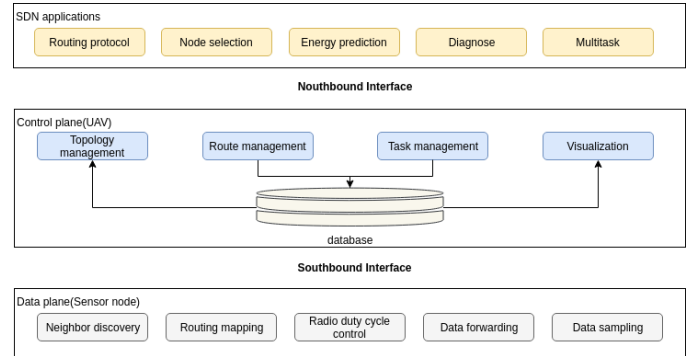 SDN applications
Routing protocol
Node selection
Energy prediction
Diagnose
Multitask
Nouthbound Interface
Control plane(UAV)
Topology
management
Route management
Task management
Visualization
database
Southbound Interface
Data plane(Sensor node)
Neighbor discovery
Routing mapping
Radio duty cycle
control
Data forwarding
Data sampling